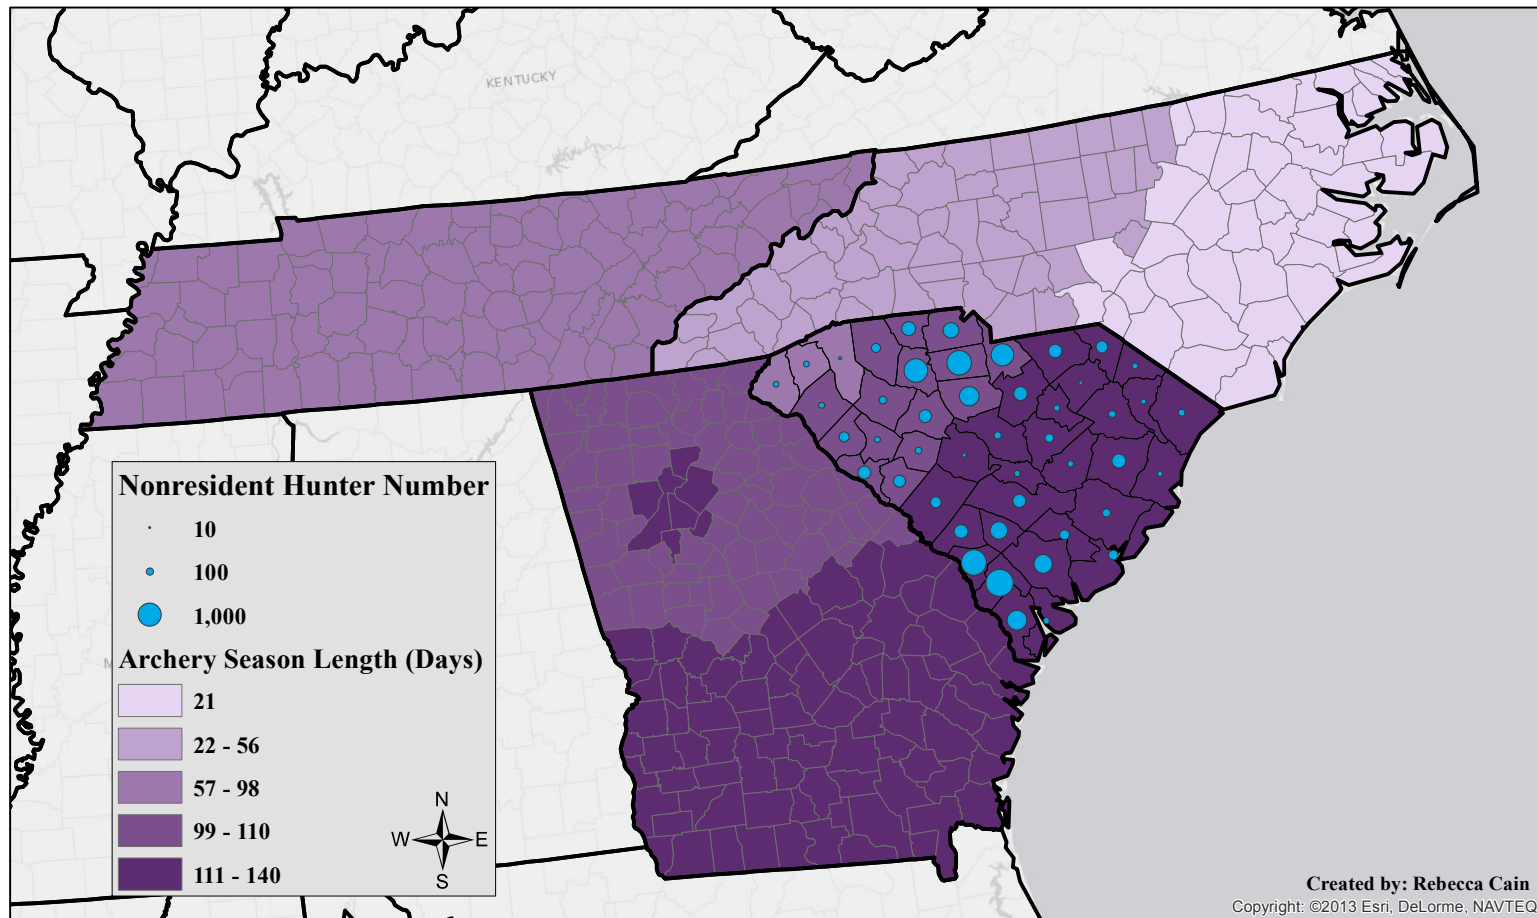 KENTUCKY
Nonresident Hunter Number
10
100
1,000
Archery Season Length (Days)
21
22 - 56
57 - 98
99 - 110
111 - 140
N
W
E
S
Created by: Rebecca Cain
Copyright: ©2013 Esri, DeLorme, NAVTEQ